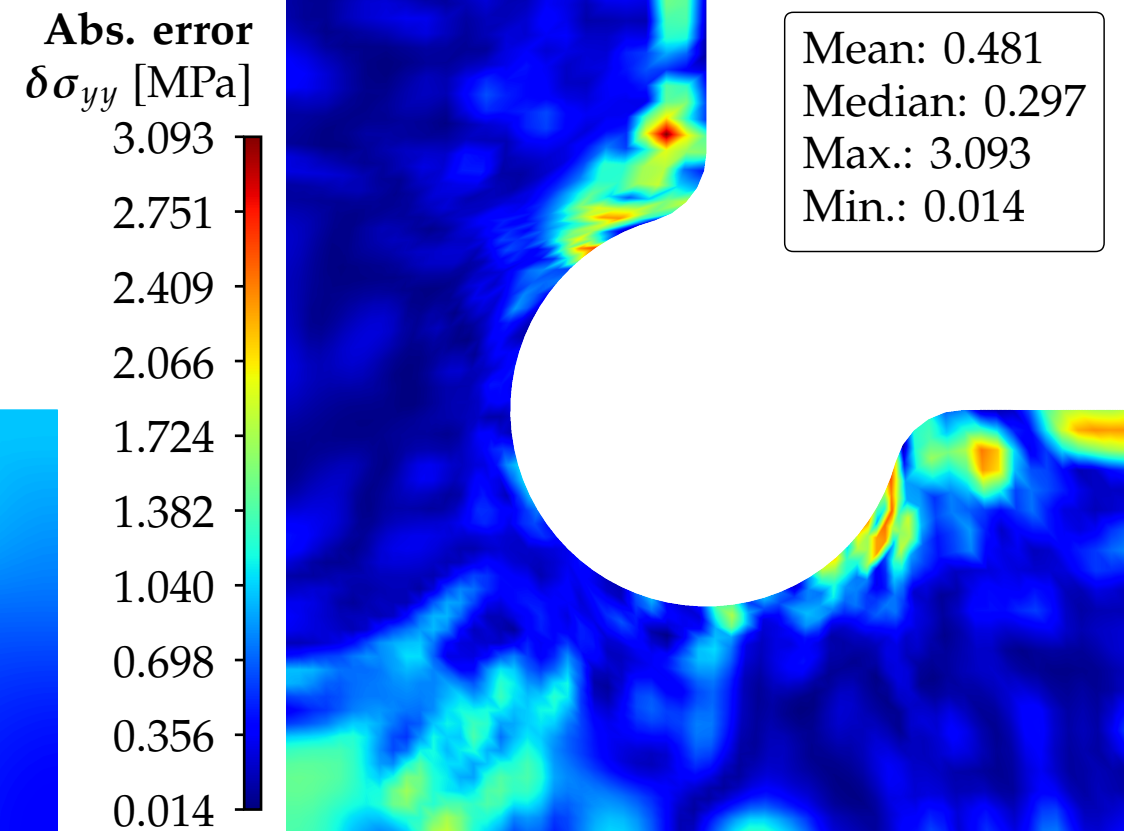 Abs. error
δσyy [MPa]
3.093
2.751
2.409
2.066
1.724
1.382
1.040
0.698
0.356
0.014
Mean: 0.481
Median: 0.297
Max.: 3.093
Min.: 0.014